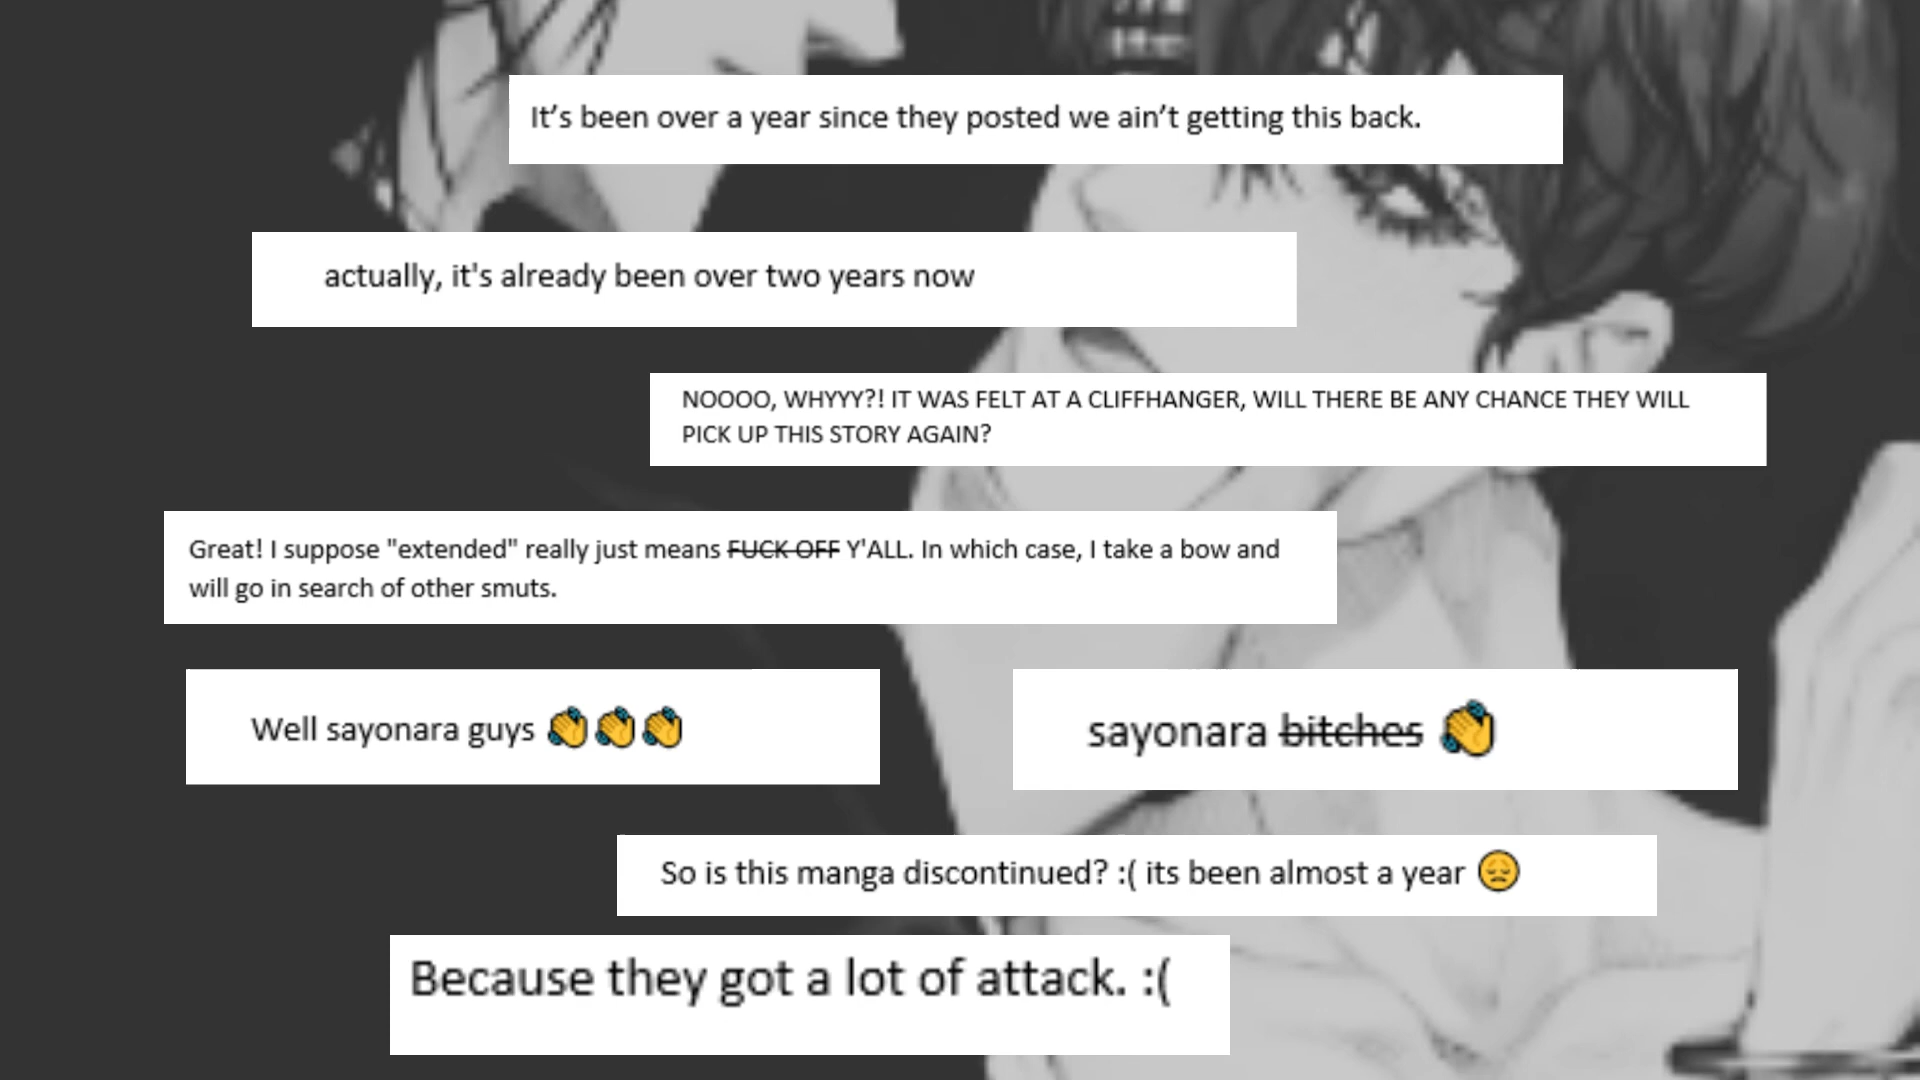 It’s been over a year since they posted we ain’t getting this back.
actually, it's already been over two years now
NOOOO, WHYYY?! IT WAS FELT AT A CLIFFHANGER, WILL THERE BE ANY CHANCE THEY WILL
PICK UP THIS STORY AGAIN?
Great! I suppose "extended" really just means FUCK OFF Y'ALL. In which case, I take a bow and
will go in search of other smuts.
Well sayonara guys 👏👏👏
sayonara bitches 👏
So is this manga discontinued? :( its been almost a year 😞
Because they got a lot of attack. :(